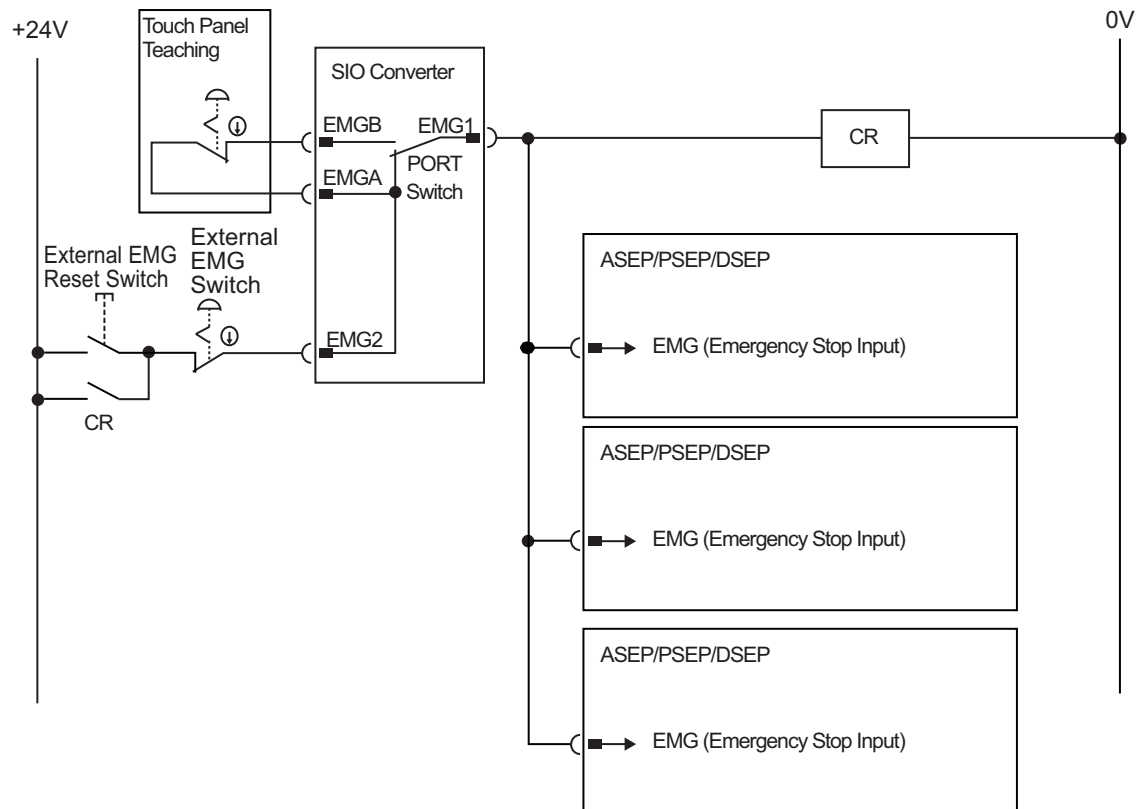 +24V
0V
Touch Panel
Teaching
SIO Converter
EMGB
EMG1
CR
PORT
Switch
EMGA
External EMG
Reset Switch
External
EMG
Switch
EMG2
CR
ASEP/PSEP/DSEP
EMG (Emergency Stop Input)
ASEP/PSEP/DSEP
EMG (Emergency Stop Input)
ASEP/PSEP/DSEP
EMG (Emergency Stop Input)